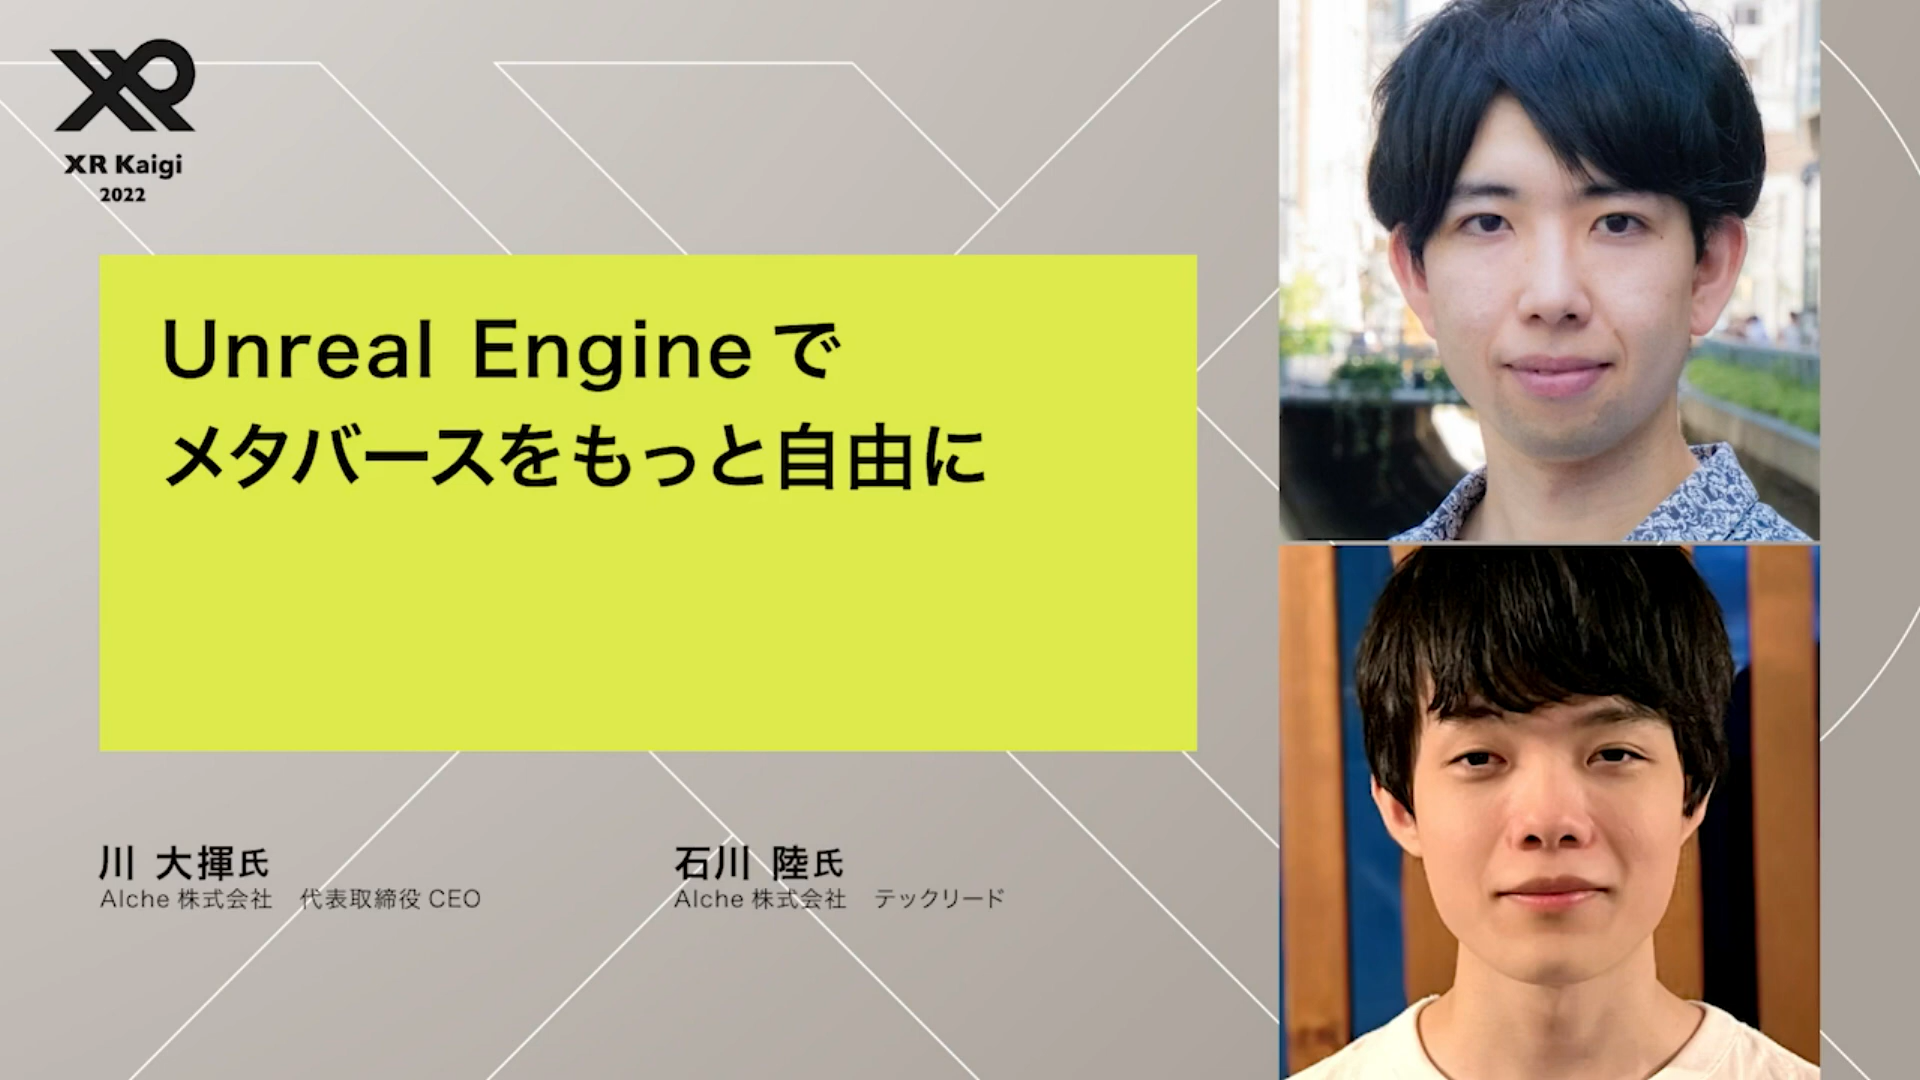 XR
XR Kaigi
2022
Unreal Engineで
メタバースをもっと自由に
川 大揮氏
Alche 株式会社　代表取締役 CEO
石川 陸氏
Alche 株式会社　テックリード